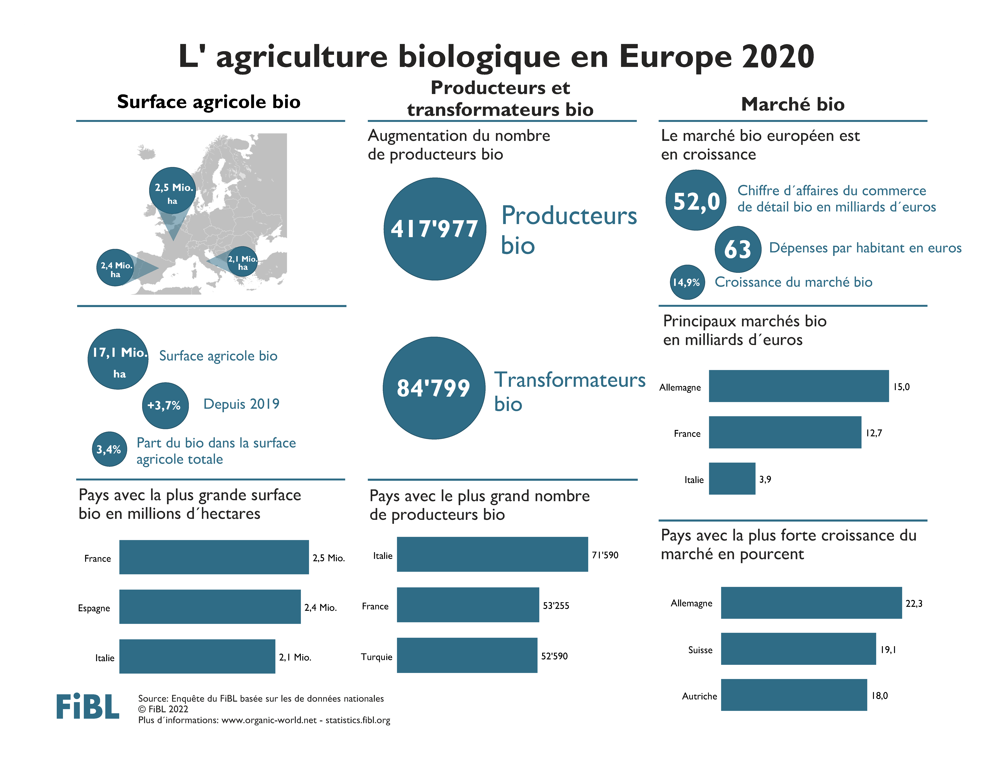 L' agriculture biologique en Europe 2020
Surface agricole bio
2,5 Mio.
ha
2,4 Mio.
ha
2,1 Mio.
ha
17,1 Mio.
ha
Surface agricole bio
+3,7%
Depuis 2019
3,4%
Part du bio dans la surface
agricole totale
Pays avec la plus grande surface
bio en millions d´hectares
France
2,5 Mio.
Espagne
2,4 Mio.
Italie
2,1 Mio.
Producteurs et
transformateurs bio
Augmentation du nombre
de producteurs bio
417'977
Producteurs
bio
84'799
Transformateurs
bio
Pays avec le plus grand nombre
de producteurs bio
Italie
71'590
France
53'255
Turquie
52'590
Marché bio
Le marché bio européen est
en croissance
52,0
Chiffre d´affaires du commerce
de détail bio en milliards d´euros
63
Dépenses par habitant en euros
14,9%
Croissance du marché bio
Principaux marchés bio
en milliards d´euros
Allemagne
15,0
France
12,7
Italie
3,9
Pays avec la plus forte croissance du
marché en pourcent
Allemagne
22,3
Suisse
19,1
Autriche
18,0
FiBL
Source: Enquête du FiBL basée sur les de données nationales
© FiBL 2022
Plus d´informations: www.organic-world.net - statistics.fibl.org